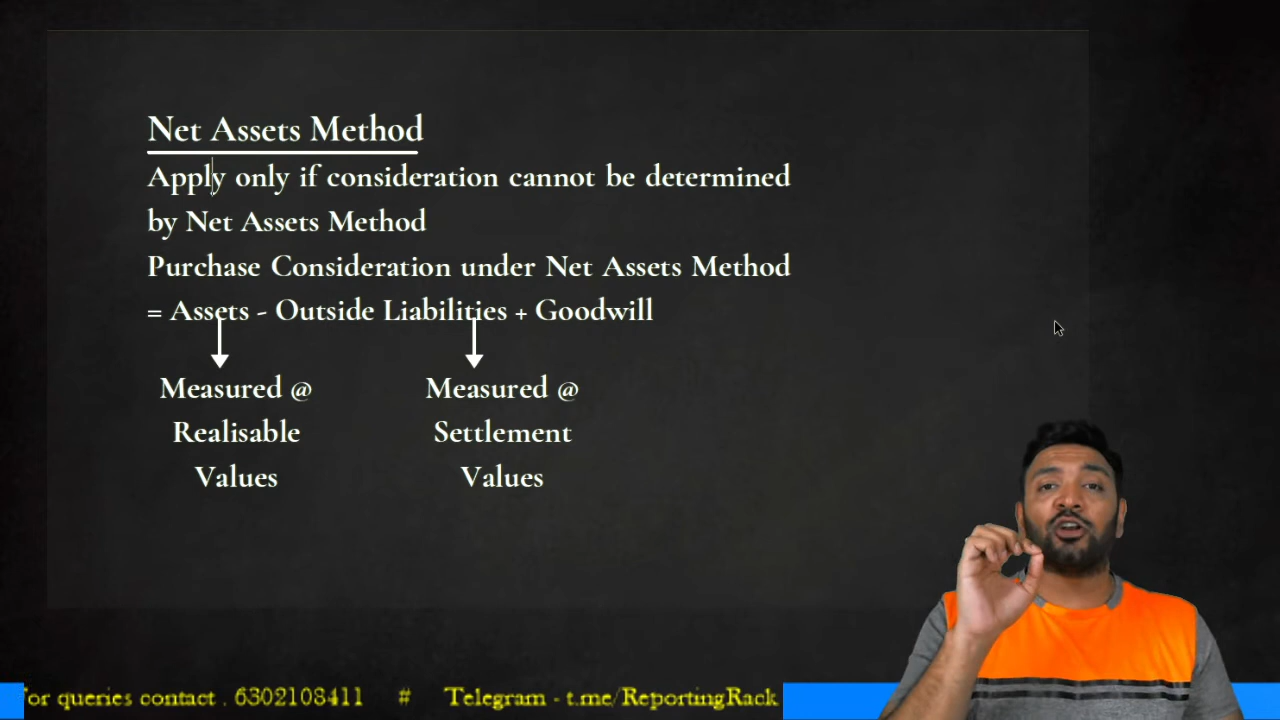 Net Assets Method
Apply only if consideration cannot be determined
by Net Assets Method
Purchase Consideration under Net Assets Method
= Assets - Outside Liabilities + Goodwill
Measured @
Realisable
Values
Measured @
Settlement
Values
for queries contact . 6302108411 # Telegram - t.me/ReportingRack